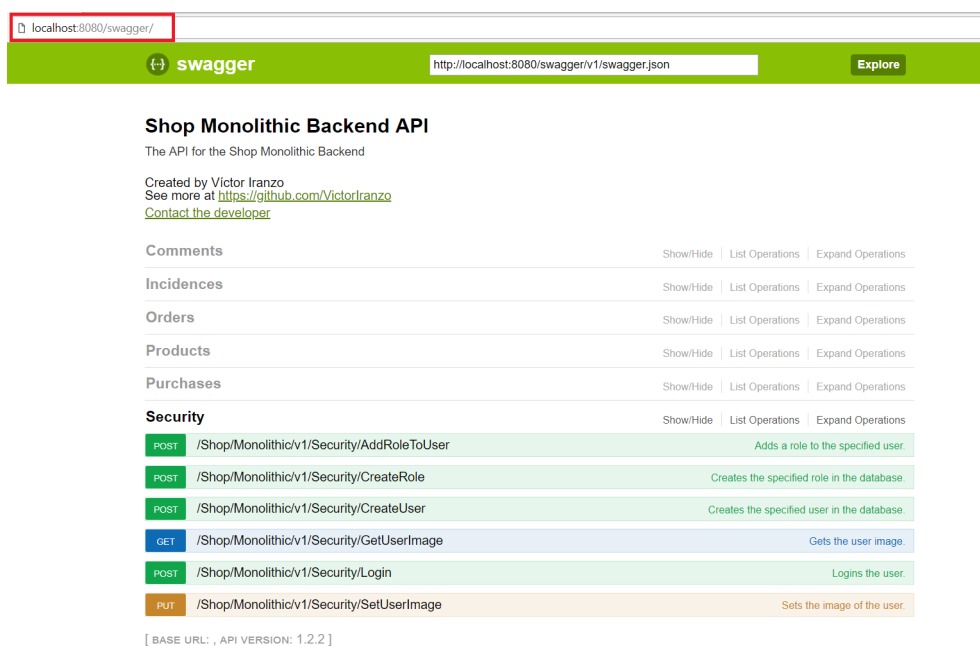 localhost:8080/swagger/
{··} swagger
http://localhost:8080/swagger/v1/swagger.json
Explore
Shop Monolithic Backend API
The API for the Shop Monolithic Backend
Created by Víctor Iranzo
See more at https://github.com/VictorIranzo
Contact the developer
Comments Show/Hide List Operations Expand Operations
Incidences Show/Hide List Operations Expand Operations
Orders Show/Hide List Operations Expand Operations
Products Show/Hide List Operations Expand Operations
Purchases Show/Hide List Operations Expand Operations
Security Show/Hide List Operations Expand Operations
POST /Shop/Monolithic/v1/Security/AddRoleToUser Adds a role to the specified user.
POST /Shop/Monolithic/v1/Security/CreateRole Creates the specified role in the database.
POST /Shop/Monolithic/v1/Security/CreateUser Creates the specified user in the database.
GET /Shop/Monolithic/v1/Security/GetUserImage Gets the user image.
POST /Shop/Monolithic/v1/Security/Login Logins the user.
PUT /Shop/Monolithic/v1/Security/SetUserImage Sets the image of the user.
[ BASE URL: , API VERSION: 1.2.2 ]